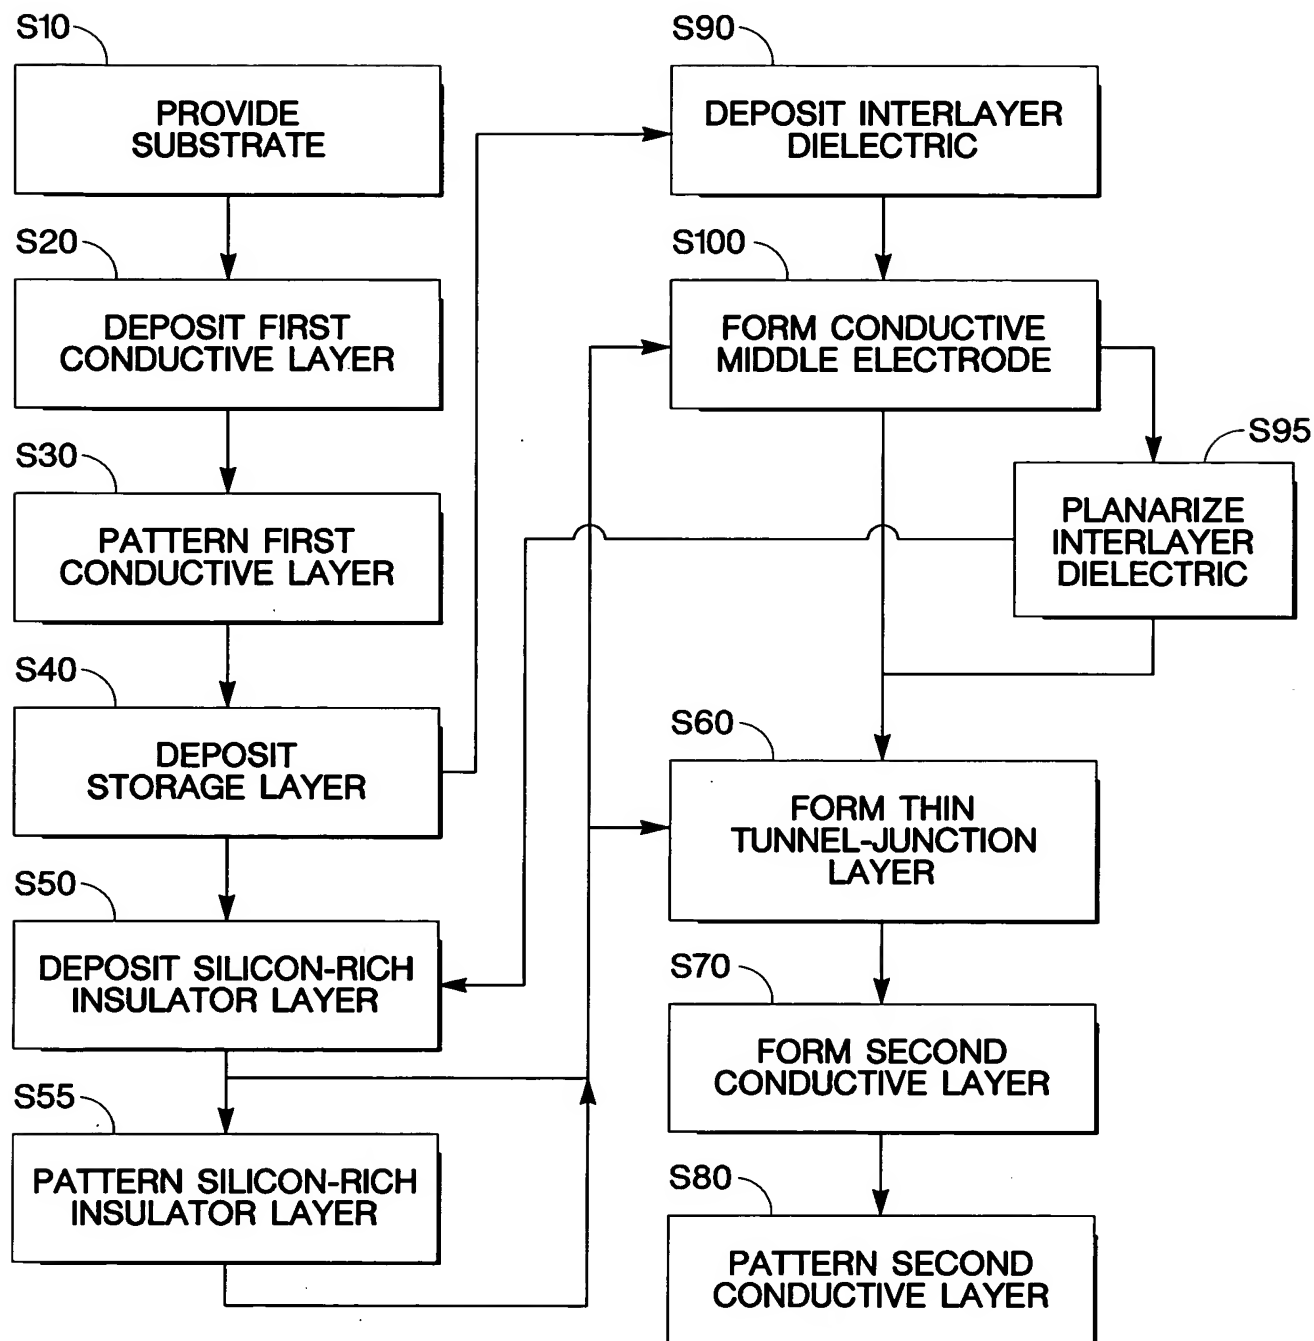 S10
PROVIDE
SUBSTRATE
S20
DEPOSIT FIRST
CONDUCTIVE LAYER
S30
PATTERN FIRST
CONDUCTIVE LAYER
S40
DEPOSIT
STORAGE LAYER
S50
DEPOSIT SILICON-RICH
INSULATOR LAYER
S55
PATTERN SILICON-RICH
INSULATOR LAYER
S90
DEPOSIT INTERLAYER
DIELECTRIC
S100
FORM CONDUCTIVE
MIDDLE ELECTRODE
S95
PLANARIZE
INTERLAYER
DIELECTRIC
S60
FORM THIN
TUNNEL-JUNCTION
LAYER
S70
FORM SECOND
CONDUCTIVE LAYER
S80
PATTERN SECOND
CONDUCTIVE LAYER